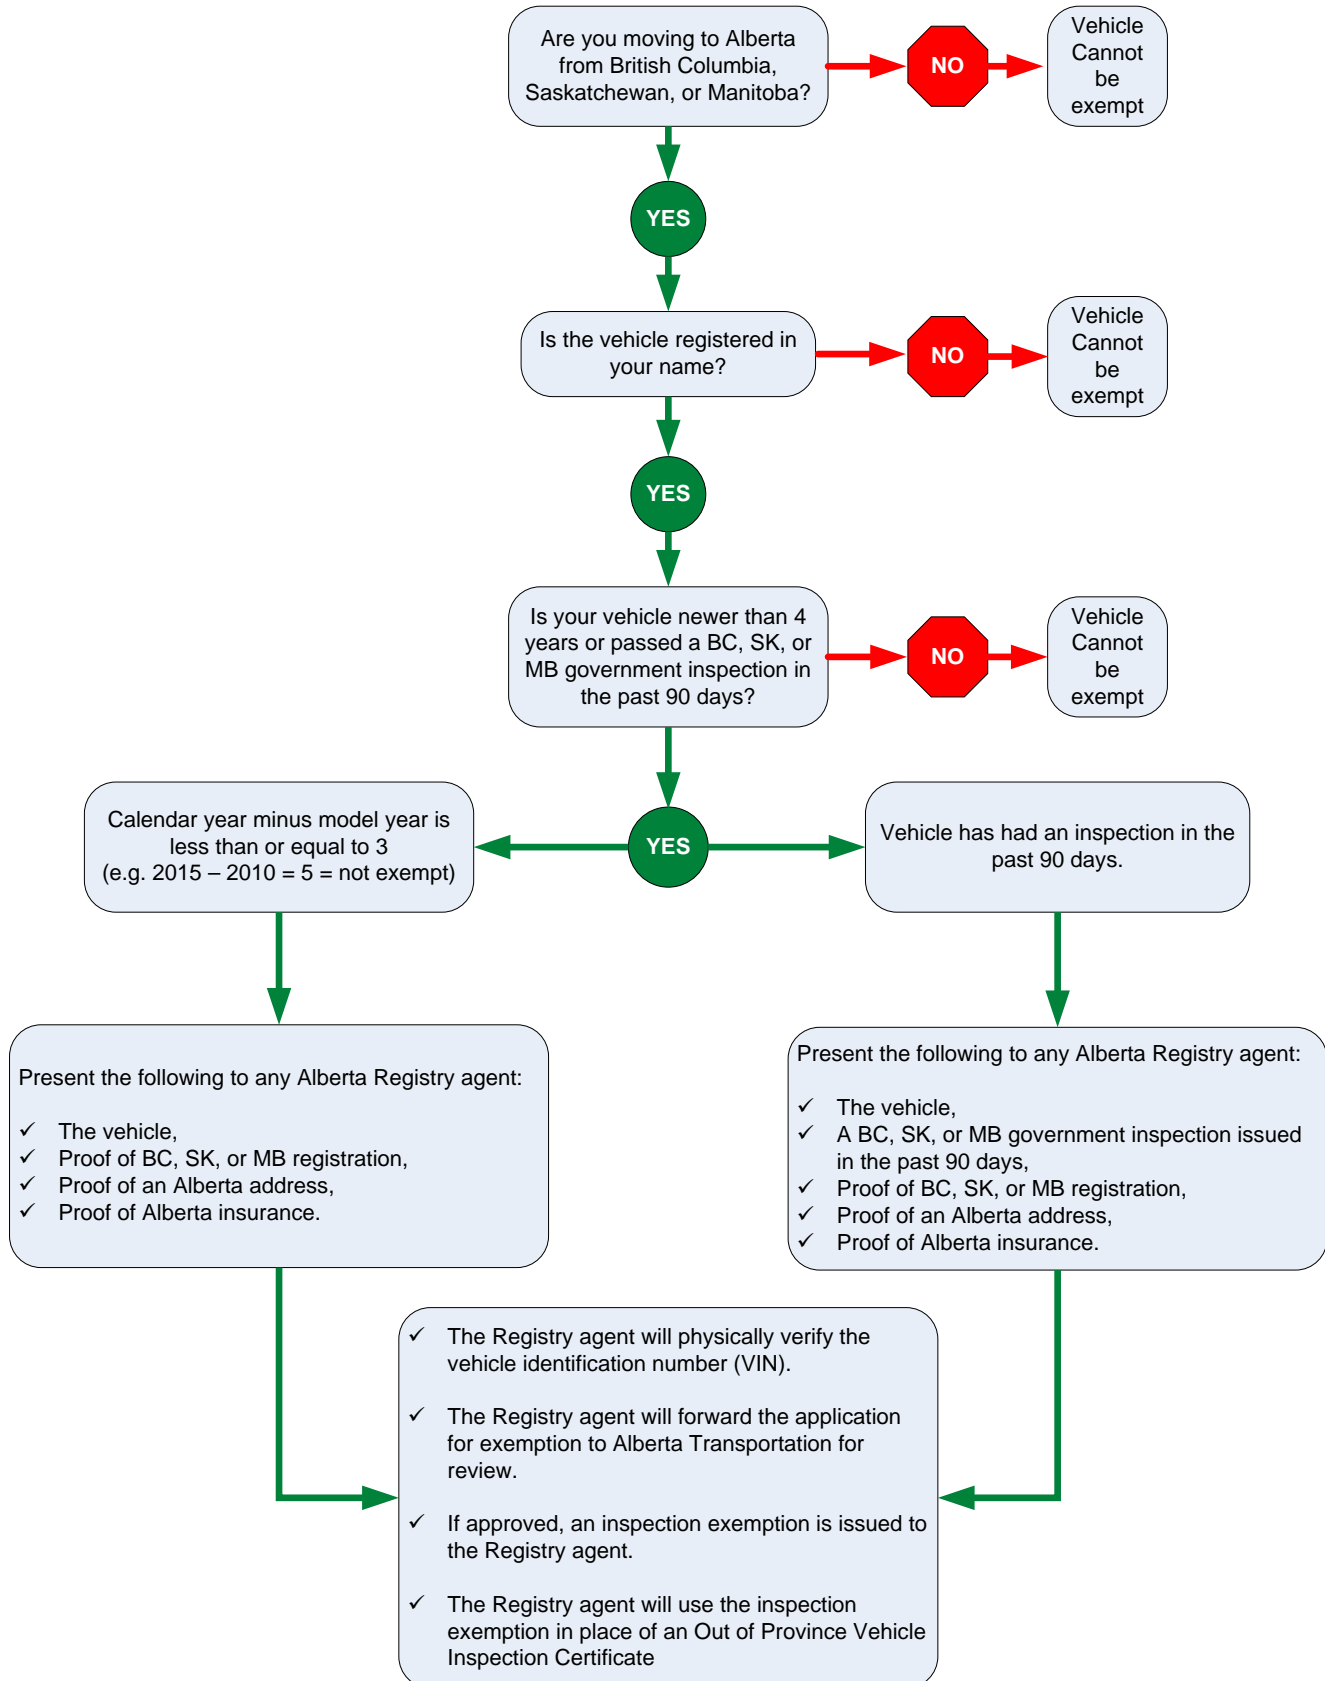 Are you moving to Alberta
from British Columbia,
Saskatchewan, or Manitoba?
NO
Vehicle
Cannot
be
exempt
YES
Is the vehicle registered in
your name?
NO
Vehicle
Cannot
be
exempt
YES
Is your vehicle newer than 4
years or passed a BC, SK, or
MB government inspection in
the past 90 days?
NO
Vehicle
Cannot
be
exempt
YES
Calendar year minus model year is
less than or equal to 3
(e.g. 2015 – 2010 = 5 = not exempt)
Vehicle has had an inspection in the
past 90 days.
Present the following to any Alberta Registry agent:
✓ The vehicle,
✓ Proof of BC, SK, or MB registration,
✓ Proof of an Alberta address,
✓ Proof of Alberta insurance.
Present the following to any Alberta Registry agent:
✓ The vehicle,
✓ A BC, SK, or MB government inspection issued
in the past 90 days,
✓ Proof of BC, SK, or MB registration,
✓ Proof of an Alberta address,
✓ Proof of Alberta insurance.
✓ The Registry agent will physically verify the
vehicle identification number (VIN).
✓ The Registry agent will forward the application
for exemption to Alberta Transportation for
review.
✓ If approved, an inspection exemption is issued to
the Registry agent.
✓ The Registry agent will use the inspection
exemption in place of an Out of Province Vehicle
Inspection Certificate